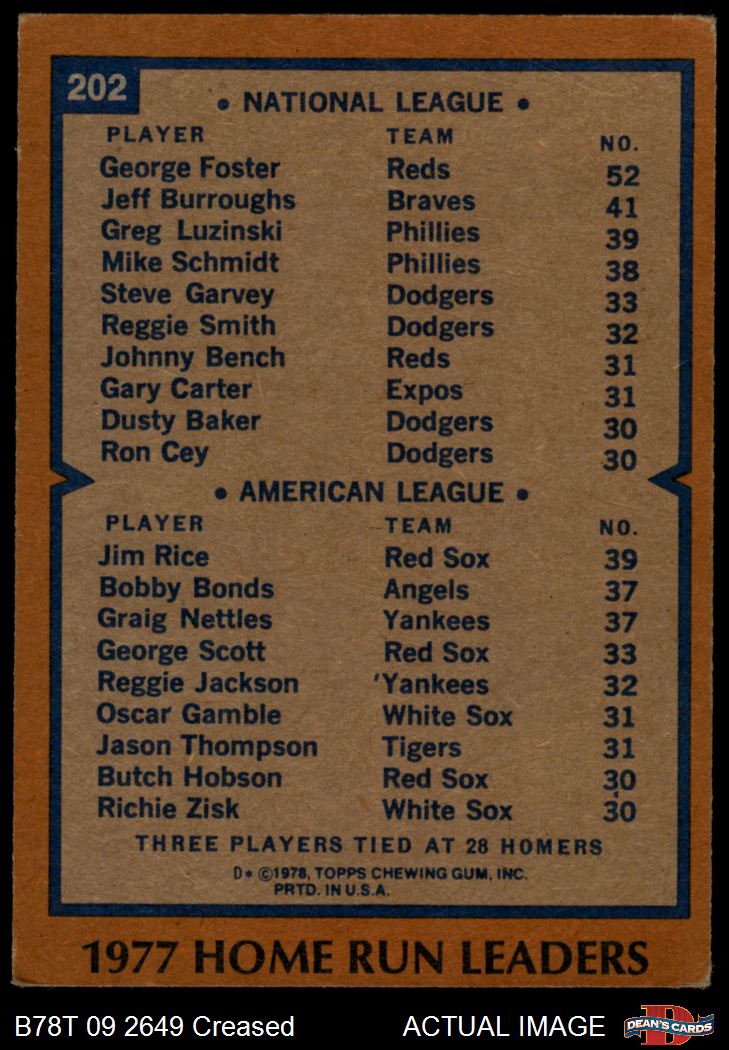 202
• NATIONAL LEAGUE •
PLAYER TEAM NO.
George Foster Reds 52
Jeff Burroughs Braves 41
Greg Luzinski Phillies 39
Mike Schmidt Phillies 38
Steve Garvey Dodgers 33
Reggie Smith Dodgers 32
Johnny Bench Reds 31
Gary Carter Expos 31
Dusty Baker Dodgers 30
Ron Cey Dodgers 30
• AMERICAN LEAGUE •
PLAYER TEAM NO.
Jim Rice Red Sox 39
Bobby Bonds Angels 37
Graig Nettles Yankees 37
George Scott Red Sox 33
Reggie Jackson Yankees 32
Oscar Gamble White Sox 31
Jason Thompson Tigers 31
Butch Hobson Red Sox 30
Richie Zisk White Sox 30
THREE PLAYERS TIED AT 28 HOMERS
D* ©1978, TOPPS CHEWING GUM, INC.
PRTD. IN U.S.A.
1977 HOME RUN LEADERS
B78T 09 2649 Creased ACTUAL IMAGE D DEAN'S CARDS